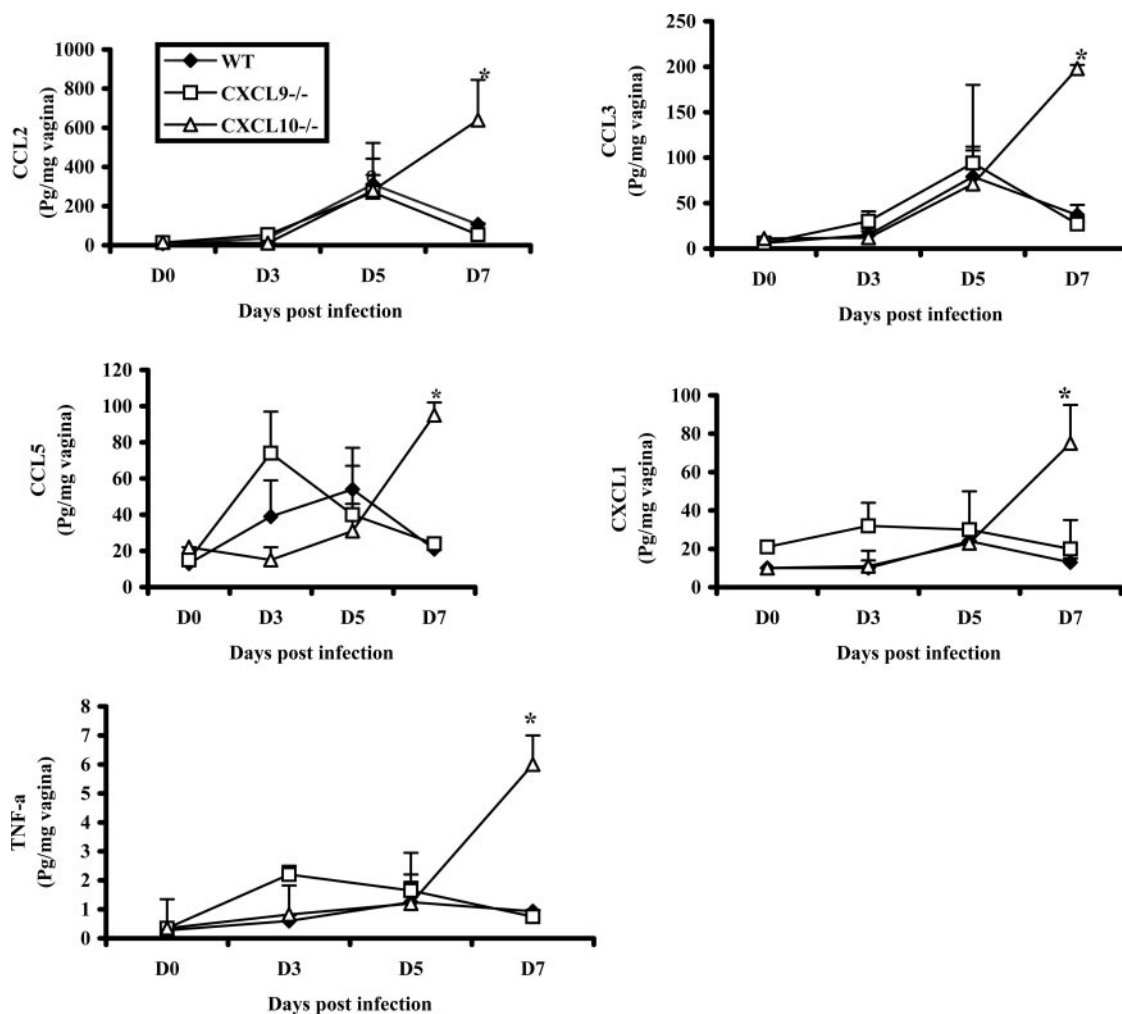 WT
CXCL9-/-
CXCL10-/-
CCL2
(Pg/mg vagina)
1000
800
600
400
200
0
*
D0 D3 D5 D7
Days post infection
CCL3
(Pg/mg vagina)
250
200
150
100
50
0
*
D0 D3 D5 D7
Days post infection
CCL5
(Pg/mg vagina)
120
100
80
60
40
20
0
*
D0 D3 D5 D7
Days post infection
CXCL1
(Pg/mg vagina)
100
80
60
40
20
0
*
D0 D3 D5 D7
Days post infection
TNF-a
(Pg/mg vagina)
8
7
6
5
4
3
2
1
0
*
D0 D3 D5 D7
Days post infection